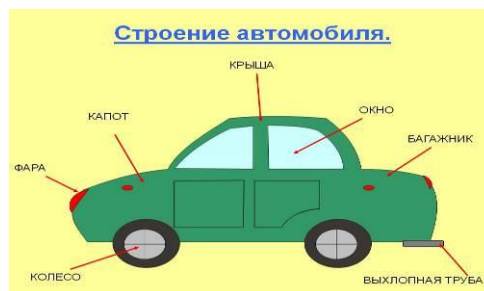 Строение автомобиля.
КРЫША
ОКНО
КАПОТ
БАГАЖНИК
ФАРА
КОЛЕСО
ВЫХЛОПНАЯ ТРУБА